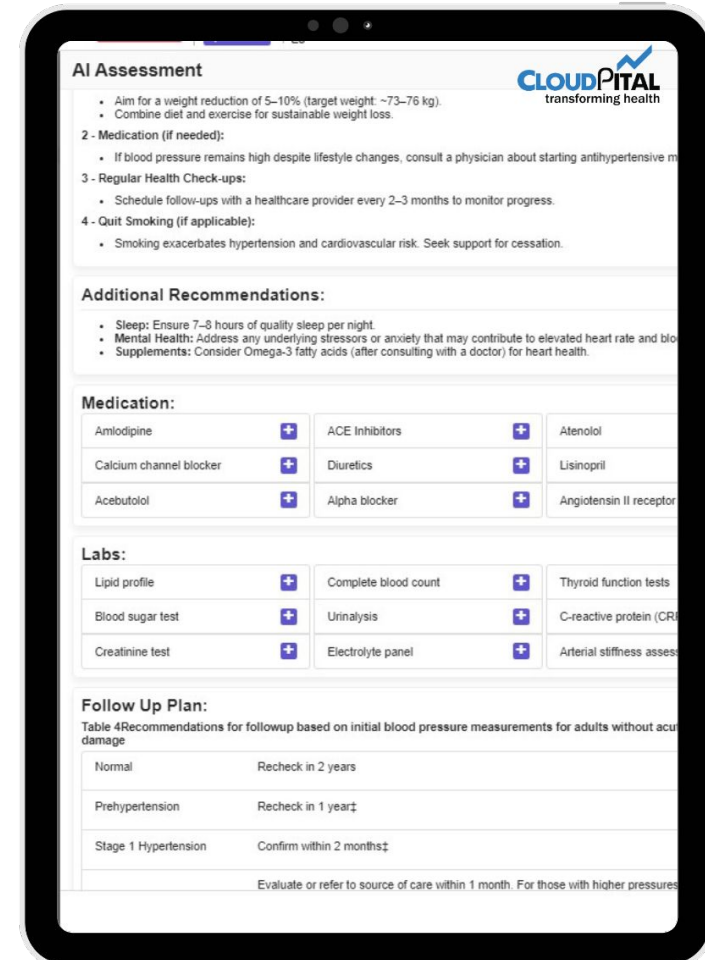 AI Assessment
CLOUDPITAL
transforming health
• Aim for a weight reduction of 5–10% (target weight: ~73–76 kg).
• Combine diet and exercise for sustainable weight loss.
2 - Medication (if needed):
• If blood pressure remains high despite lifestyle changes, consult a physician about starting antihypertensive m
3 - Regular Health Check-ups:
• Schedule follow-ups with a healthcare provider every 2–3 months to monitor progress.
4 - Quit Smoking (if applicable):
• Smoking exacerbates hypertension and cardiovascular risk. Seek support for cessation.
Additional Recommendations:
• Sleep: Ensure 7–8 hours of quality sleep per night.
• Mental Health: Address any underlying stressors or anxiety that may contribute to elevated heart rate and blo
• Supplements: Consider Omega-3 fatty acids (after consulting with a doctor) for heart health.
Medication:
Amlodipine + ACE Inhibitors + Atenolol
Calcium channel blocker + Diuretics + Lisinopril
Acebutolol + Alpha blocker + Angiotensin II receptor
Labs:
Lipid profile + Complete blood count + Thyroid function tests
Blood sugar test + Urinalysis + C-reactive protein (CRP
Creatinine test + Electrolyte panel + Arterial stiffness assess
Follow Up Plan:
Table 4Recommendations for followup based on initial blood pressure measurements for adults without acu
damage
Normal Recheck in 2 years
Prehypertension Recheck in 1 year‡
Stage 1 Hypertension Confirm within 2 months‡
Evaluate or refer to source of care within 1 month. For those with higher pressures